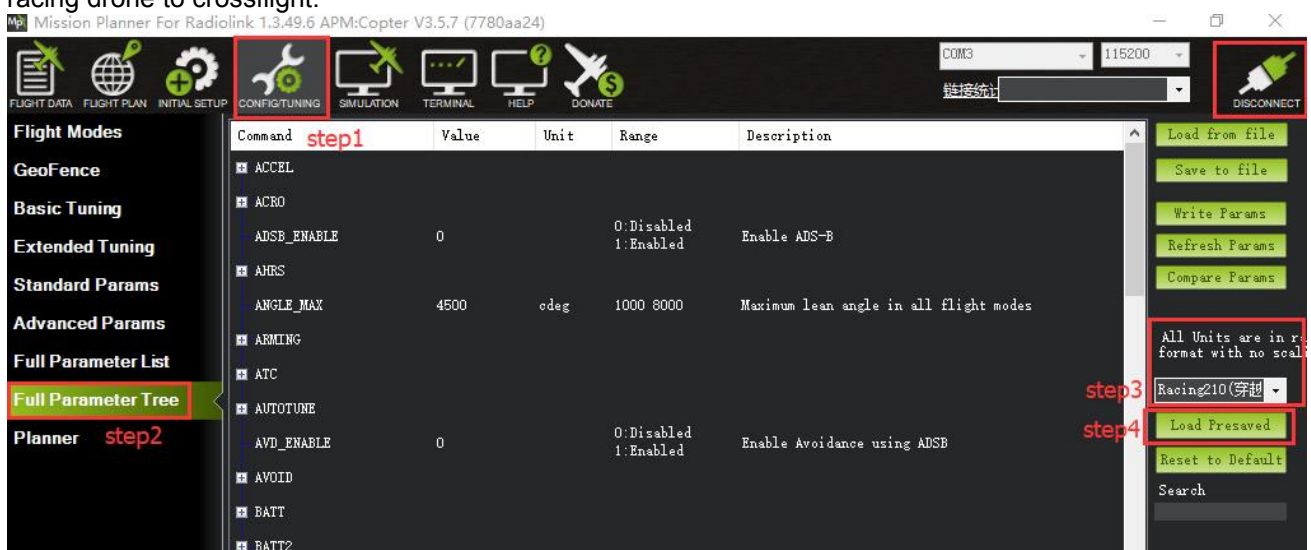 racing drone to crossflight.
Mp Mission Planner For Radiolink 1.3.49.6 APM:Copter V3.5.7 (7780aa24)
COM3 115200
链接统计
FLIGHT DATA FLIGHT PLAN INITIAL SETUP CONFIG/TUNING SIMULATION TERMINAL HELP DONATE DISCONNECT
Flight Modes
GeoFence
Basic Tuning
Extended Tuning
Standard Params
Advanced Params
Full Parameter List
Full Parameter Tree
Planner step2
Command step1 Value Unit Range Description
ACCEL
ACRO
ADSB_ENABLE 0 0:Disabled
1:Enabled Enable ADS-B
AHRS
ANGLE_MAX 4500 cdeg 1000 8000 Maximum lean angle in all flight modes
ARMING
ATC
AUTOTUNE
AVD_ENABLE 0 0:Disabled
1:Enabled Enable Avoidance using ADSB
AVOID
BATT
BATT2
Load from file
Save to file
Write Params
Refresh Params
Compare Params
All Units are in r
format with no scal
step3 Racing210(穿越
step4 Load Presaved
Reset to Default
Search